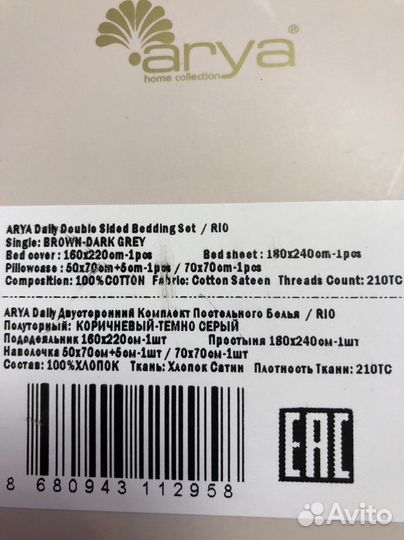 arya®
home collection
ARYA Daily Double Sided Bedding Set / RIO
Single: BROWN-DARK GREY
Bed cover : 160x220cm-1pcs Bed sheet : 180x240cm-1pcs
Pillowcase : 50x70cm+5cm-1pcs / 70x70cm-1pcs
Composition: 100%COTTON Fabric: Cotton Sateen Threads Count: 210TC
ARYA Daily Двусторонний Комплект Постельного Белья / RIO
Полуторный: КОРИЧНЕВЫЙ-ТЕМНО СЕРЫЙ
Пододеяльник 160x220см-1шт Простыня 180x240см-1шт
Наволочка 50x70см+5см-1шт / 70x70см-1шт
Состав: 100%ХЛОПОК Ткань: Хлопок Сатин Плотность Ткани: 210TC
EAC
8 680943 112958
Avito